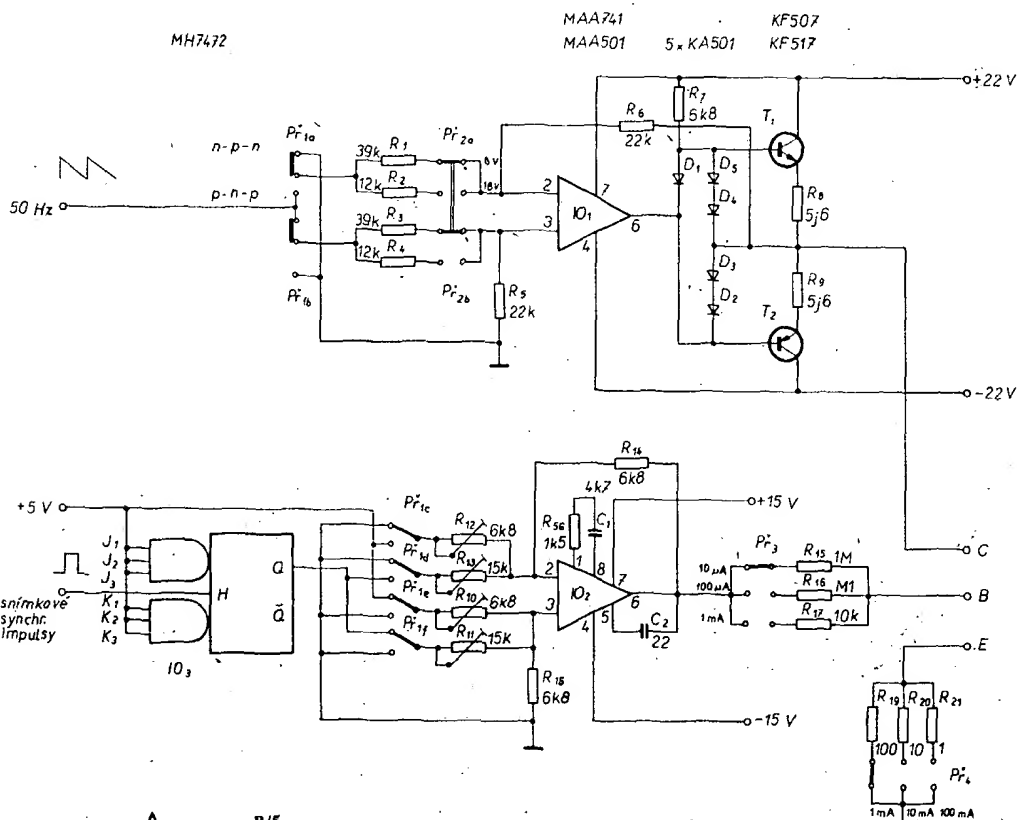 MAA741 KF507
MH7472 MAA501 5×KA501 KF517
+22 V
R7
6k8
R6
22k
T1
Př1a
n-p-n
39k R1
Př2a
6V
12k R2
18V
D1 D5
D4
R8
5j6
2 7
IO1
6
3 4
p-n-p
50 Hz
39k R3
12k R4
D3
D2
R9
5j6
Př1b
Př2b
R5
22k
T2
-22 V
R14
6k8
+5 V
Př1c
4k7
+15 V
R12 6k8
R56
1k5
C1
J1
J2
J3
Př1d
R13 15k
1 8
Př3
R15 1M
C
Q
H
Př1e
R10 6k8
2 7
IO2
6
3 5
4
10 µA
100 µA
R16 M1
B
snímkové
synchr.
impulsy
K1
K2
K3
Q̄
Př1f
R11 15k
1 mA
R17 10k
C2
22
IO3
R18
6k8
E
-15 V
R19 R20 R21
100 10 1
Př4
1 mA 10 mA 100 mA